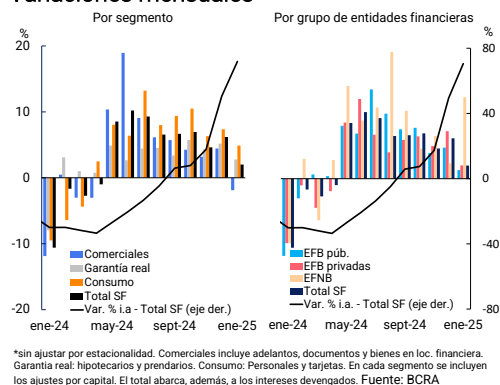 Variaciones mensuales
Por segmento
Por grupo de entidades financieras
%
%
20
10
0
-10
-20
80
40
0
-40
-80
Comerciales
Garantía real
Consumo
Total SF
Var. % i.a - Total SF (eje der.)
EFB púb.
EFB privadas
EFNB
Total SF
Var. % i.a. - Total SF (eje der.)
ene-24 may-24 sept-24 ene-25
ene-24 may-24 sept-24 ene-25
*sin ajustar por estacionalidad. Comerciales incluye adelantos, documentos y bienes en loc. financiera.
Garantia real: hipotecarios y prendarios. Consumo: Personales y tarjetas. En cada segmento se incluyen
los ajustes por capital. El total abarca, además, a los intereses devengados. Fuente: BCRA